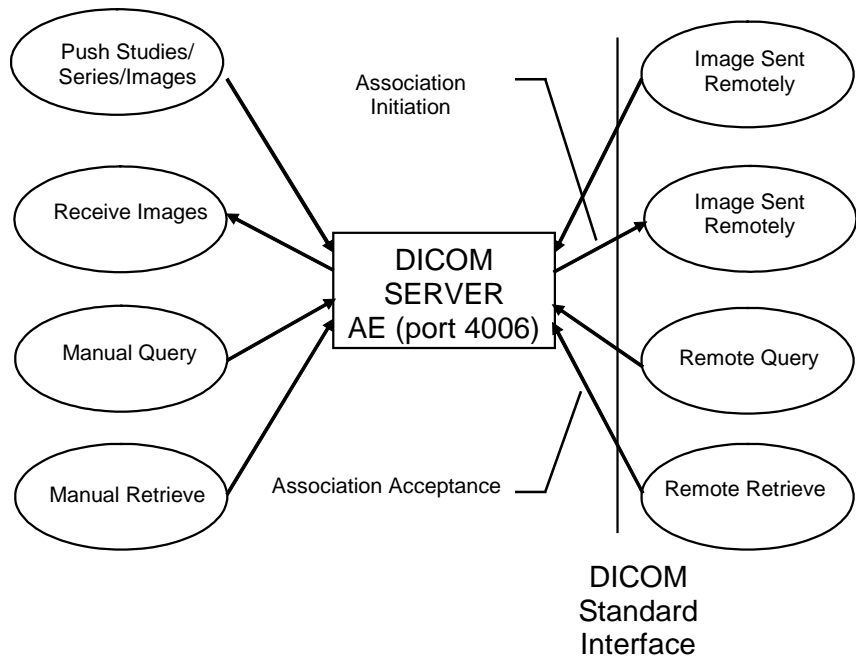 Push Studies/
Series/Images
Receive Images
Manual Query
Manual Retrieve
Association
Initiation
DICOM
SERVER
AE (port 4006)
Association Acceptance
Image Sent
Remotely
Image Sent
Remotely
Remote Query
Remote Retrieve
DICOM
Standard
Interface